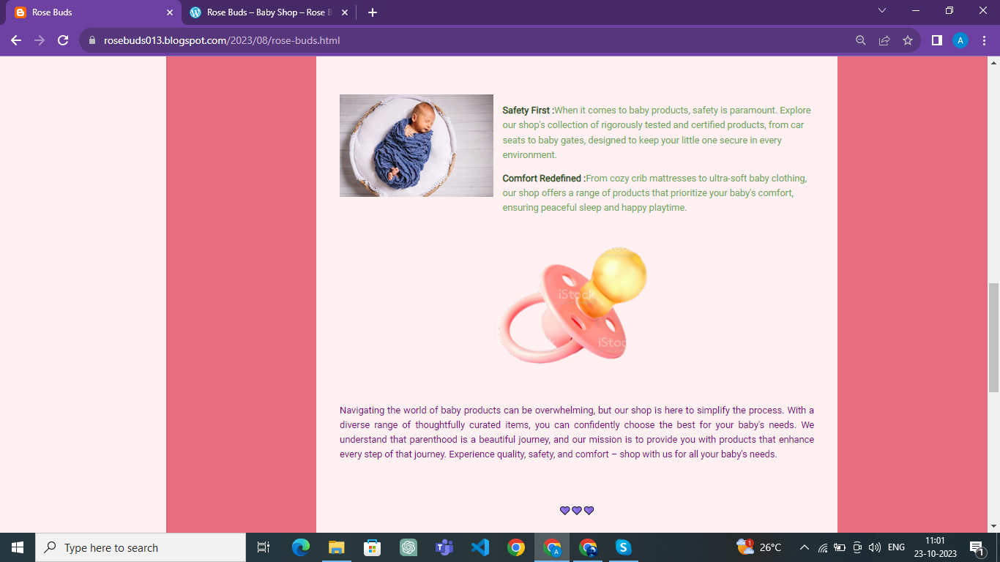 Rose Buds
Rose Buds – Baby Shop – Rose B
rosebuds013.blogspot.com/2023/08/rose-buds.html
A
Safety First :When it comes to baby products, safety is paramount. Explore
our shop's collection of rigorously tested and certified products, from car
seats to baby gates, designed to keep your little one secure in every
environment.
Comfort Redefined :From cozy crib mattresses to ultra-soft baby clothing,
our shop offers a range of products that prioritize your baby's comfort,
ensuring peaceful sleep and happy playtime.
iStock
iStock
Navigating the world of baby products can be overwhelming, but our shop is here to simplify the process. With a
diverse range of thoughtfully curated items, you can confidently choose the best for your baby's needs. We
understand that parenthood is a beautiful journey, and our mission is to provide you with products that enhance
every step of that journey. Experience quality, safety, and comfort – shop with us for all your baby's needs.
Type here to search
A
1
26°C
ENG
11:01
23-10-2023
1